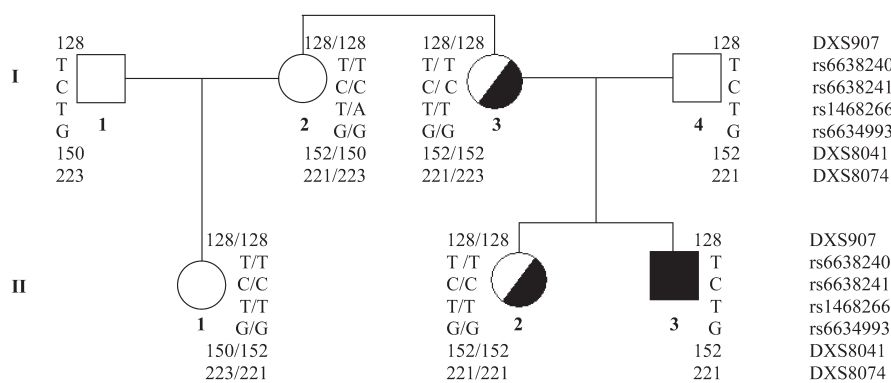 128 128/128 128/128 128 DXS907
T T/T T/ T T rs6638240
I C C/C C/ C C rs6638241
T T/A T/T T rs1468266
G 1 G/G 2 G/G 3 4 G rs6634993
150 152/150 152/152 152 DXS8041
223 221/223 221/223 221 DXS8074
128/128 128/128 128 DXS907
T/T T /T T rs6638240
II C/C C/C C rs6638241
T/T T/T T rs1468266
1 G/G G/G 2 3 G rs6634993
150/152 152/152 152 DXS8041
223/221 221/221 221 DXS8074